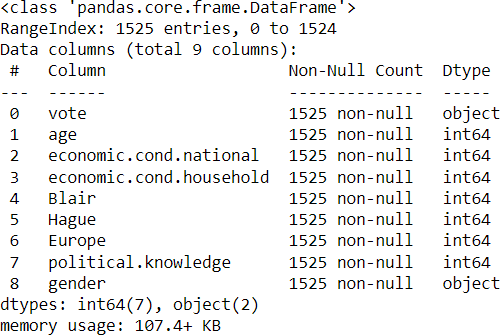 <class 'pandas.core.frame.DataFrame'>
RangeIndex: 1525 entries, 0 to 1524
Data columns (total 9 columns):
 #   Column                   Non-Null Count  Dtype
---  ------                   --------------  -----
 0   vote                     1525 non-null   object
 1   age                      1525 non-null   int64
 2   economic.cond.national   1525 non-null   int64
 3   economic.cond.household  1525 non-null   int64
 4   Blair                    1525 non-null   int64
 5   Hague                    1525 non-null   int64
 6   Europe                   1525 non-null   int64
 7   political.knowledge      1525 non-null   int64
 8   gender                   1525 non-null   object
dtypes: int64(7), object(2)
memory usage: 107.4+ KB